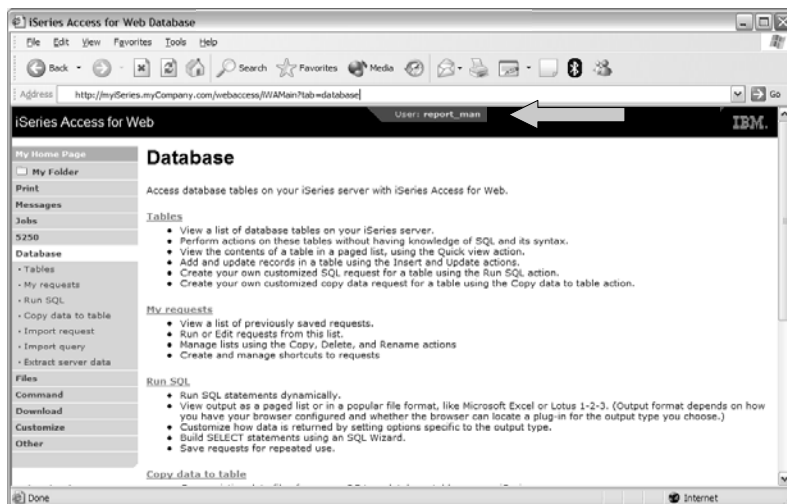 iSeries Access for Web Database
File Edit View Favorites Tools Help
Back Search Favorites Media
Address http://myiSeries.myCompany.com/webaccess/iWAMain?tab=database Go
iSeries Access for Web User: report_man IBM.
My Home Page
My Folder
Print
Messages
Jobs
5250
Database
• Tables
• My requests
• Run SQL
• Copy data to table
• Import request
• Import query
• Extract server data
Files
Command
Download
Customize
Other
Database
Access database tables on your iSeries server with iSeries Access for Web.
Tables
• View a list of database tables on your iSeries server.
• Perform actions on these tables without having knowledge of SQL and its syntax.
• View the contents of a table in a paged list, using the Quick view action.
• Add and update records in a table using the Insert and Update actions.
• Create your own customized SQL request for a table using the Run SQL action.
• Create your own customized copy data request for a table using the Copy data to table action.
My requests
• View a list of previously saved requests.
• Run or Edit requests from this list.
• Manage lists using the Copy, Delete, and Rename actions
• Create and manage shortcuts to requests
Run SQL
• Run SQL statements dynamically.
• View output as a paged list or in a popular file format, like Microsoft Excel or Lotus 1-2-3. (Output format depends on how
you have your browser configured and whether the browser can locate a plug-in for the output type you choose.)
• Customize how data is returned by setting options specific to the output type.
• Build SELECT statements using an SQL Wizard.
• Save requests for repeated use.
Copy data to table
Done Internet